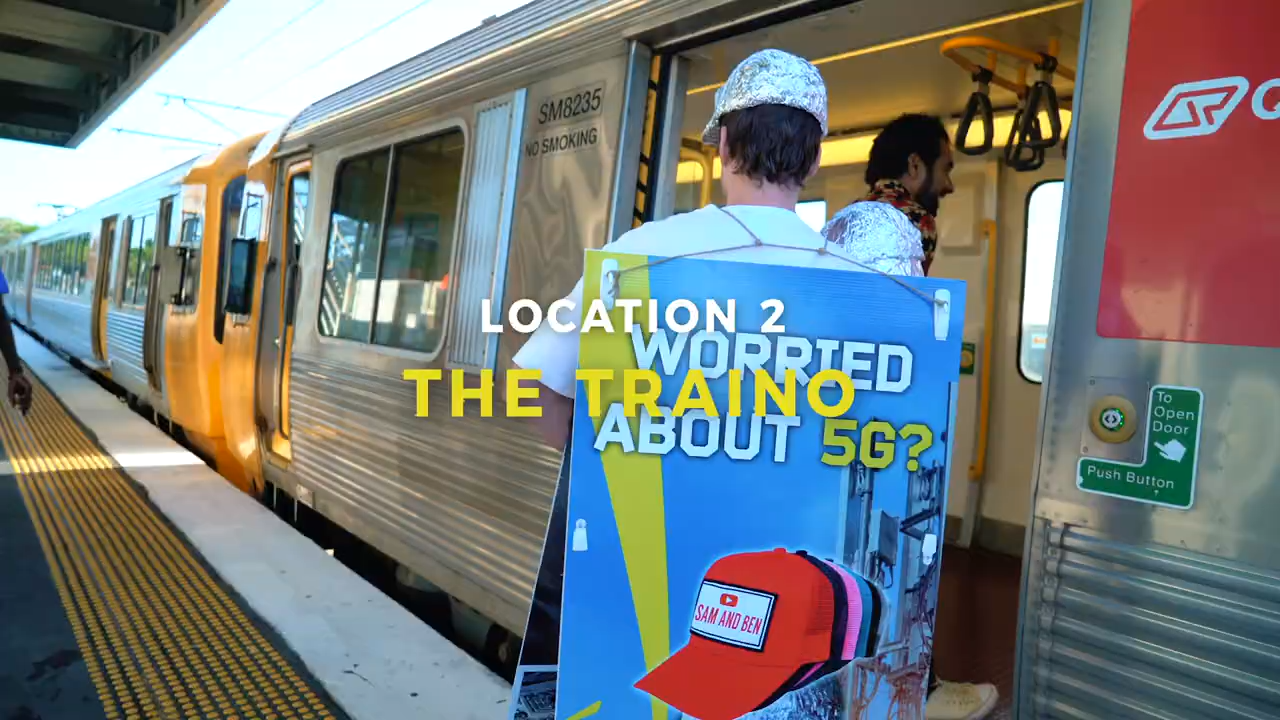 SM8235
NO SMOKING
LOCATION 2
THE TRAINO
WORRIED
ABOUT 5G?
SAM AND BEN
To
Open
Door
Push Button